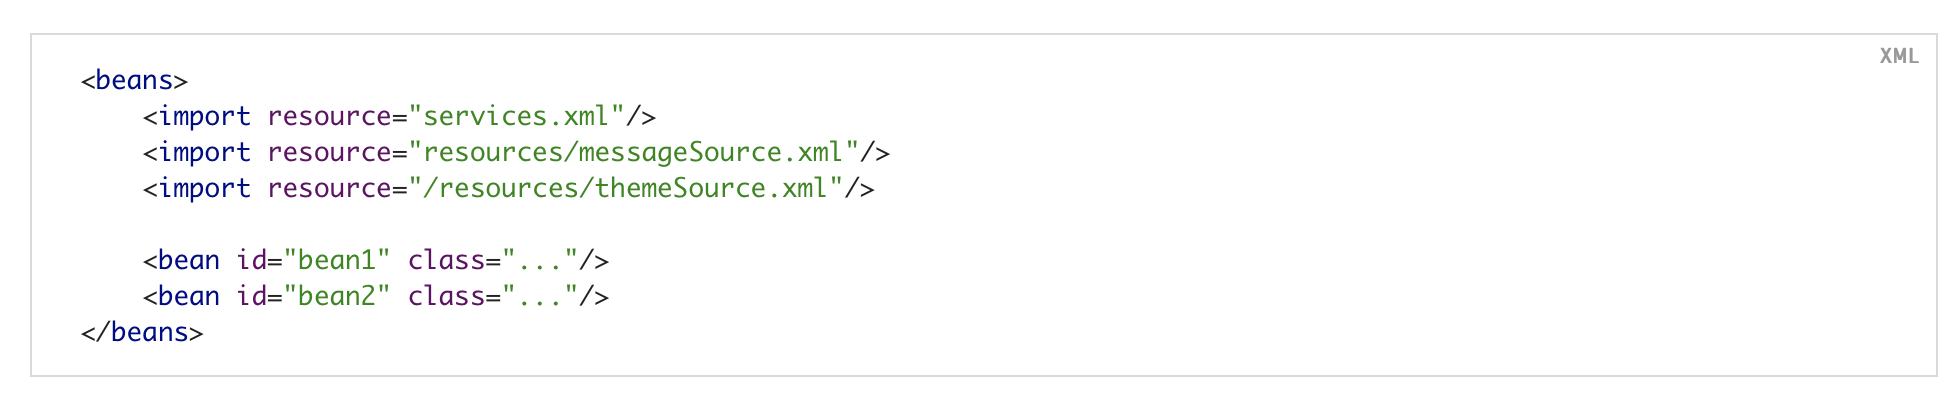 XML
<beans>
    <import resource="services.xml"/>
    <import resource="resources/messageSource.xml"/>
    <import resource="/resources/themeSource.xml"/>
    <bean id="bean1" class="..."/>
    <bean id="bean2" class="..."/>
</beans>